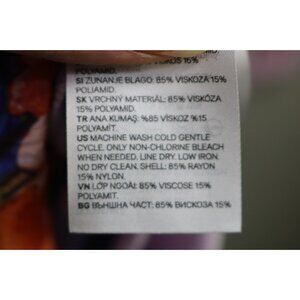 POLYAMID.
SI ZUNANJE BLAGO: 85% VISKOZA 15%
POLIAMID.
SK VRCHNÝ MATERIÁL: 85% VISKÓZA
15% POLYAMID.
TR ANA KUMAŞ: %85 VİSKOZ %15
POLYAMİT.
US MACHINE WASH COLD GENTLE
CYCLE. ONLY NON-CHLORINE BLEACH
WHEN NEEDED. LINE DRY. LOW IRON.
NO DRY CLEAN. SHELL: 85% RAYON
15% NYLON.
VN LỚP NGOÀI: 85% VISCOSE 15%
POLYAMIT.
BG ВЪНШНА ЧАСТ: 85% ВИСКОЗА 15%